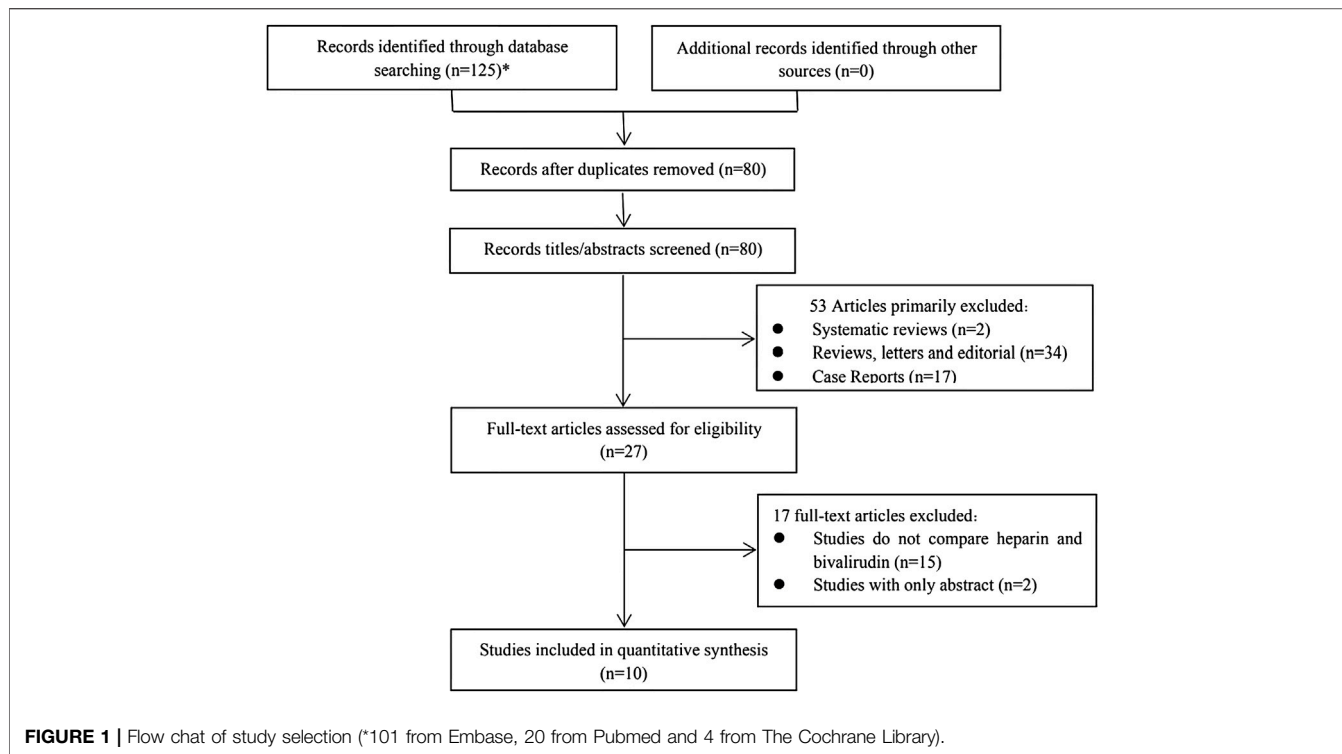 Records identified through database
searching (n=125)*
Additional records identified through other
sources (n=0)
Records after duplicates removed (n=80)
Records titles/abstracts screened (n=80)
53 Articles primarily excluded:
● Systematic reviews (n=2)
● Reviews, letters and editorial (n=34)
● Case Reports (n=17)
Full-text articles assessed for eligibility
(n=27)
17 full-text articles excluded:
● Studies do not compare heparin and
bivalirudin (n=15)
● Studies with only abstract (n=2)
Studies included in quantitative synthesis
(n=10)
FIGURE 1 | Flow chat of study selection (*101 from Embase, 20 from Pubmed and 4 from The Cochrane Library).